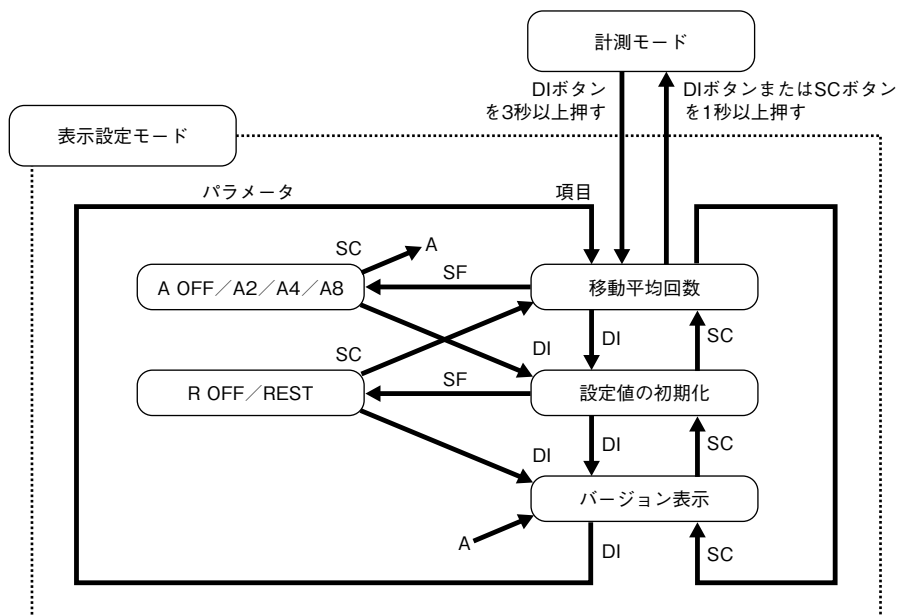 計測モード
DIボタン
を3秒以上押す
DIボタンまたはSCボタン
を1秒以上押す
表示設定モード
パラメータ
項目
SC
A
SF
A OFF／A2／A4／A8
移動平均回数
SC
DI
DI
SC
SF
R OFF／REST
設定値の初期化
DI
DI
SC
バージョン表示
A
DI
SC